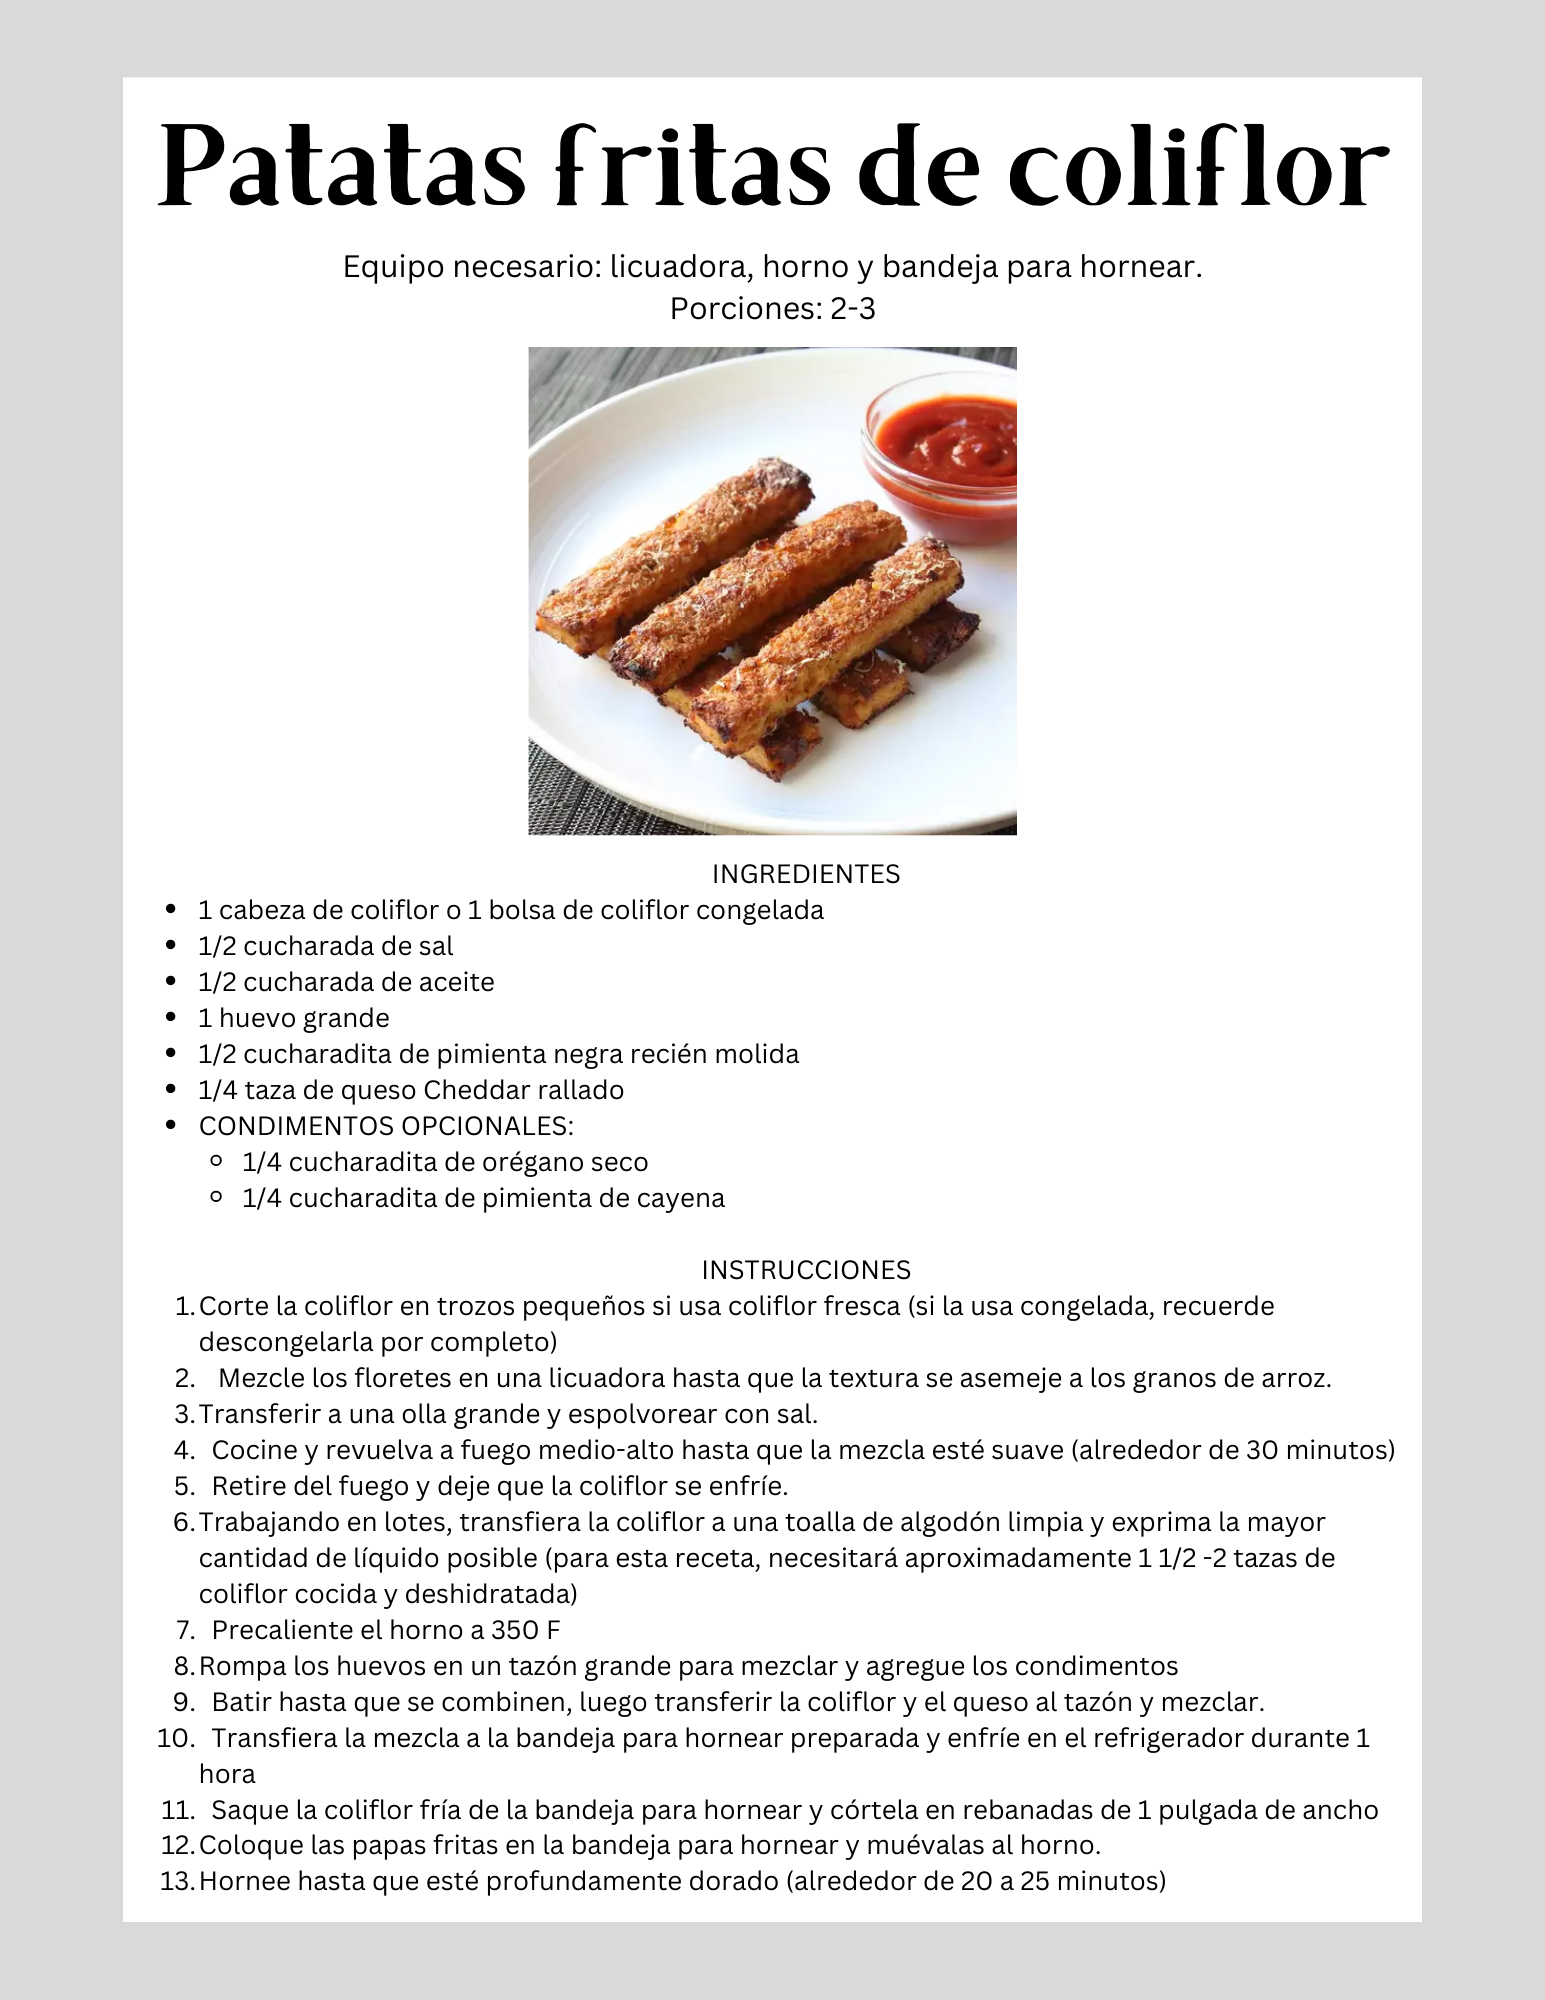 Patatas fritas de coliflor
Equipo necesario: licuadora, horno y bandeja para hornear.
Porciones: 2-3
INGREDIENTES
• 1 cabeza de coliflor o 1 bolsa de coliflor congelada
• 1/2 cucharada de sal
• 1/2 cucharada de aceite
• 1 huevo grande
• 1/2 cucharadita de pimienta negra recién molida
• 1/4 taza de queso Cheddar rallado
• CONDIMENTOS OPCIONALES:
◦ 1/4 cucharadita de orégano seco
◦ 1/4 cucharadita de pimienta de cayena
INSTRUCCIONES
1. Corte la coliflor en trozos pequeños si usa coliflor fresca (si la usa congelada, recuerde
descongelarla por completo)
2. Mezcle los floretes en una licuadora hasta que la textura se asemeje a los granos de arroz.
3. Transferir a una olla grande y espolvorear con sal.
4. Cocine y revuelva a fuego medio-alto hasta que la mezcla esté suave (alrededor de 30 minutos)
5. Retire del fuego y deje que la coliflor se enfríe.
6. Trabajando en lotes, transfiera la coliflor a una toalla de algodón limpia y exprima la mayor
cantidad de líquido posible (para esta receta, necesitará aproximadamente 1 1/2 -2 tazas de
coliflor cocida y deshidratada)
7. Precaliente el horno a 350 F
8. Rompa los huevos en un tazón grande para mezclar y agregue los condimentos
9. Batir hasta que se combinen, luego transferir la coliflor y el queso al tazón y mezclar.
10. Transfiera la mezcla a la bandeja para hornear preparada y enfríe en el refrigerador durante 1
hora
11. Saque la coliflor fría de la bandeja para hornear y córtela en rebanadas de 1 pulgada de ancho
12. Coloque las papas fritas en la bandeja para hornear y muévalas al horno.
13. Hornee hasta que esté profundamente dorado (alrededor de 20 a 25 minutos)